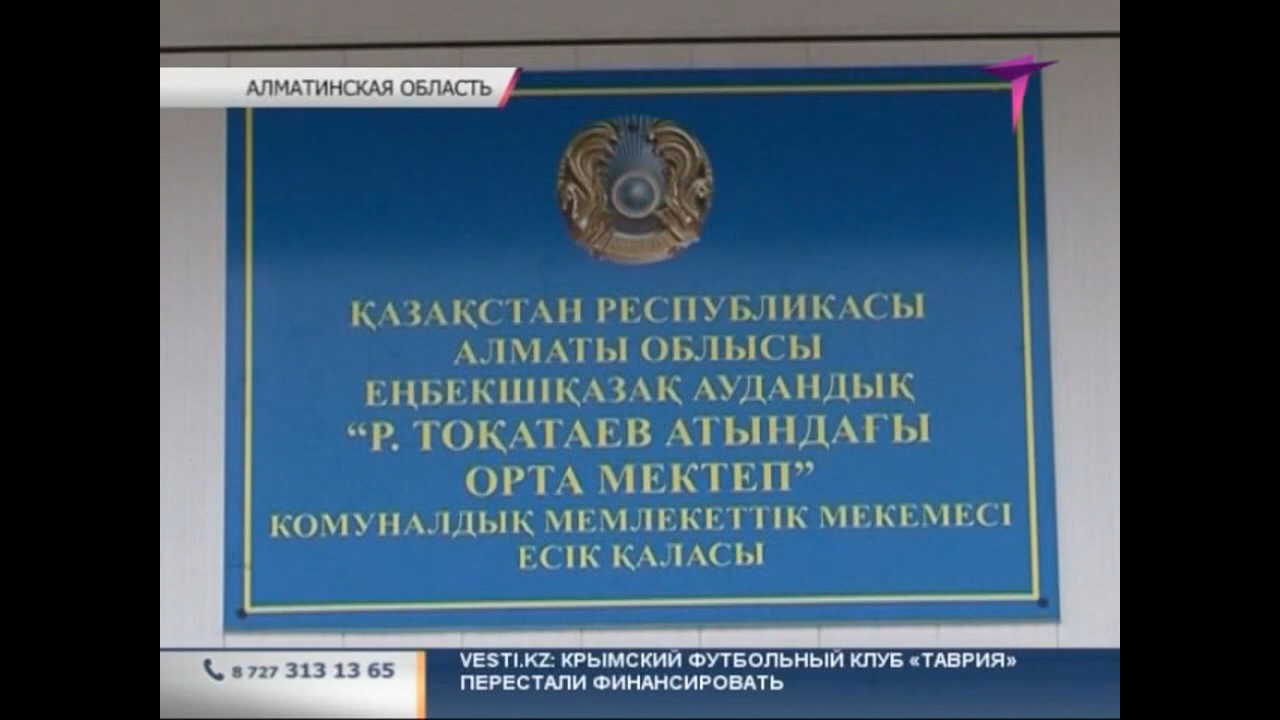 АЛМАТИНСКАЯ ОБЛАСТЬ
ҚАЗАҚСТАН РЕСПУБЛИКАСЫ
АЛМАТЫ ОБЛЫСЫ
ЕҢБЕКШІҚАЗАҚ АУДАНДЫҚ
“Р. ТОҚАТАЕВ АТЫНДАҒЫ
ОРТА МЕКТЕП”
КОМУНАЛДЫҚ МЕМЛЕКЕТТІК МЕКЕМЕСІ
ЕСІК ҚАЛАСЫ
8 727 313 13 65
VESTI.KZ: КРЫМСКИЙ ФУТБОЛЬНЫЙ КЛУБ «ТАВРИЯ»
ПЕРЕСТАЛИ ФИНАНСИРОВАТЬ